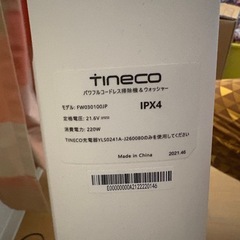 TINECO
パワフルコードレス掃除機＆ウォッシャー
モデル: FW050100JP
IPX4
定格電圧: 21.6V ⎓
消費電力: 220W
TINECO充電器YLS0241A-J260080のみを使用してください
Made in China
2021.46